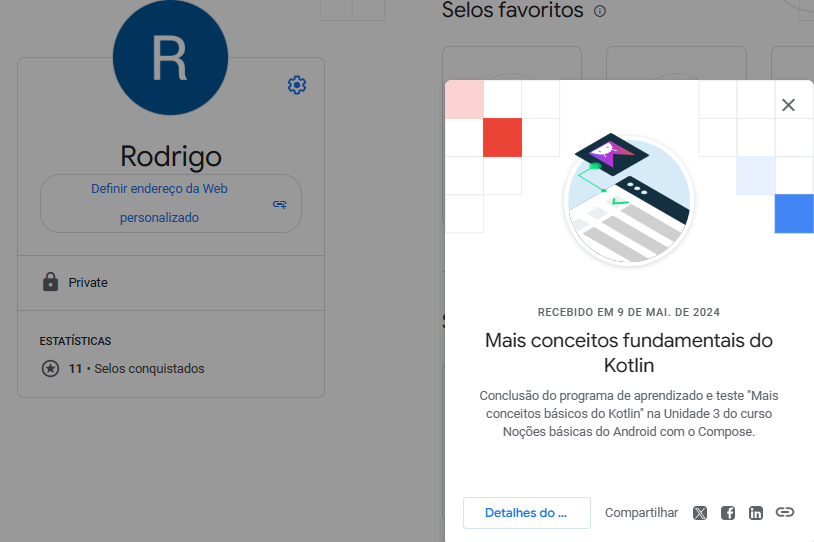 R
Rodrigo
Definir endereço da Web
personalizado
Private
ESTATÍSTICAS
11 • Selos conquistados
Selos favoritos
RECEBIDO EM 9 DE MAI. DE 2024
Mais conceitos fundamentais do
Kotlin
Conclusão do programa de aprendizado e teste "Mais
conceitos básicos do Kotlin" na Unidade 3 do curso
Noções básicas do Android com o Compose.
Detalhes do ...
Compartilhar